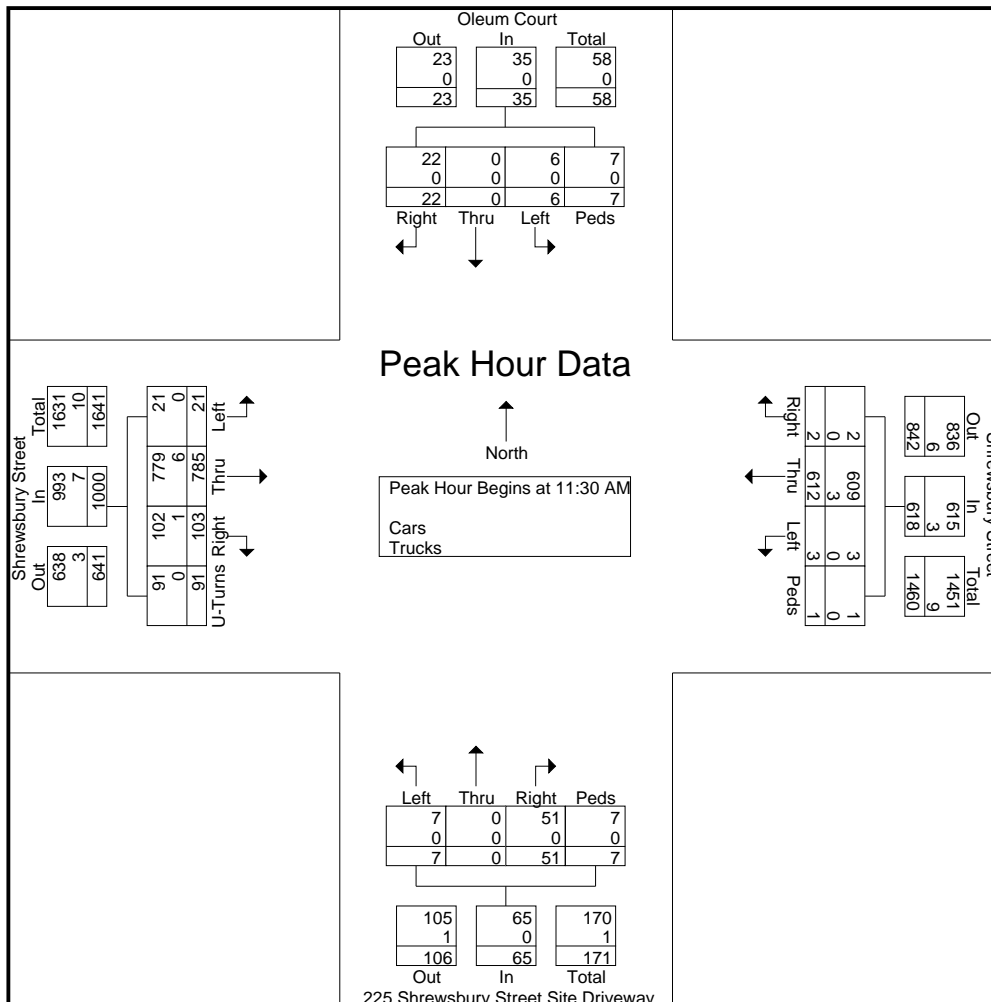 Oleum Court
Out In Total
23 35 58
0 0 0
23 35 58
22 0 6 7
0 0 0 0
22 0 6 7
Right Thru Left Peds
Peak Hour Data
North
Peak Hour Begins at 11:30 AM
Cars
Trucks
Shrewsbury Street
Out In Total
638 993 1631
3 7 10
641 1000 1641
91 102 779 21
0 1 6 0
91 103 785 21
U-Turns Right Thru Left
Shrewsbury Street
Out In Total
836 615 1451
6 3 9
842 618 1460
2 609 3 1
0 3 0 0
2 612 3 1
Right Thru Left Peds
Left Thru Right Peds
7 0 51 7
0 0 0 0
7 0 51 7
105 65 170
1 0 1
106 65 171
Out In Total
225 Shrewsbury Street Site Driveway